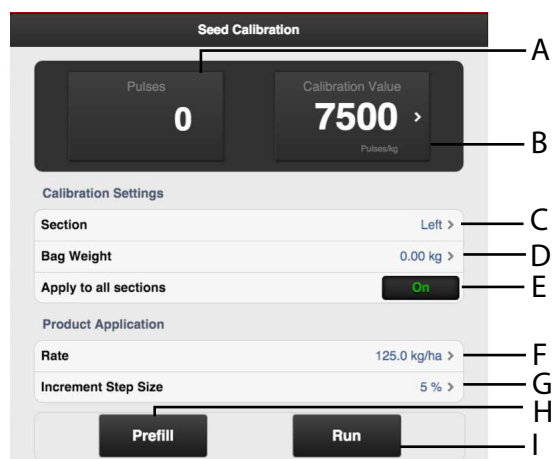 Seed Calibration
A
Pulses
0
Calibration Value
7500 >
Pulses/kg
B
Calibration Settings
Section Left > C
Bag Weight 0.00 kg > D
Apply to all sections On E
Product Application
Rate 125.0 kg/ha > F
Increment Step Size 5 % > G
H
Prefill Run I